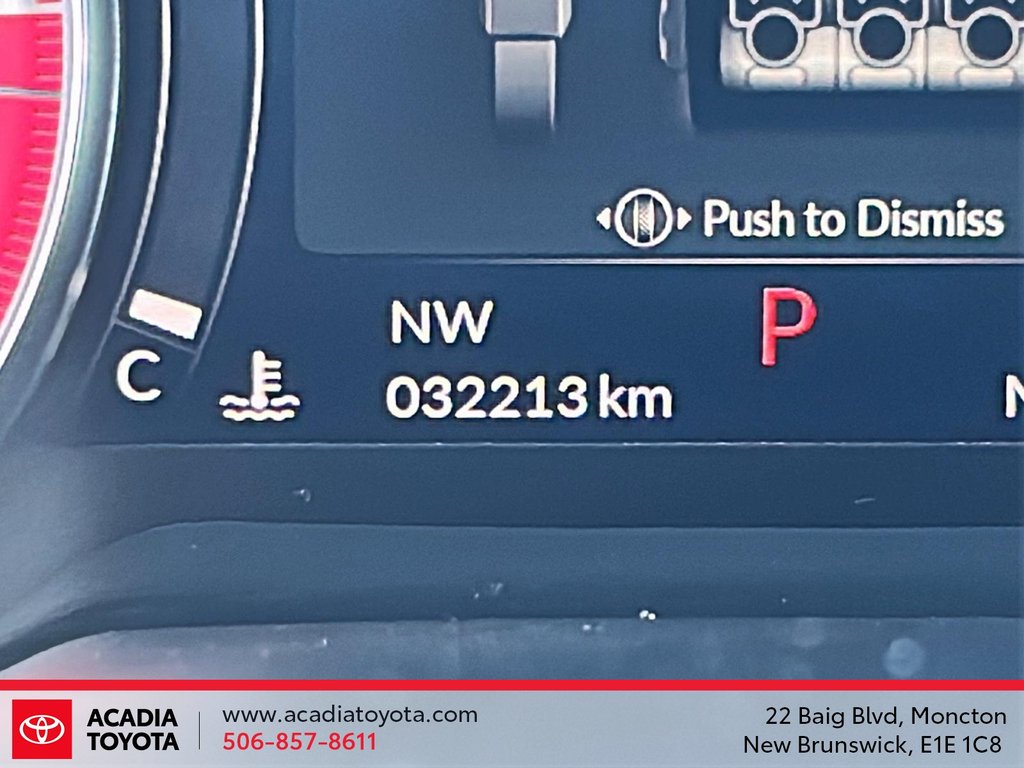 Push to Dismiss
NW
P
C
032213 km
N
ACADIA
TOYOTA
www.acadiatoyota.com
506-857-8611
22 Baig Blvd, Moncton
New Brunswick, E1E 1C8